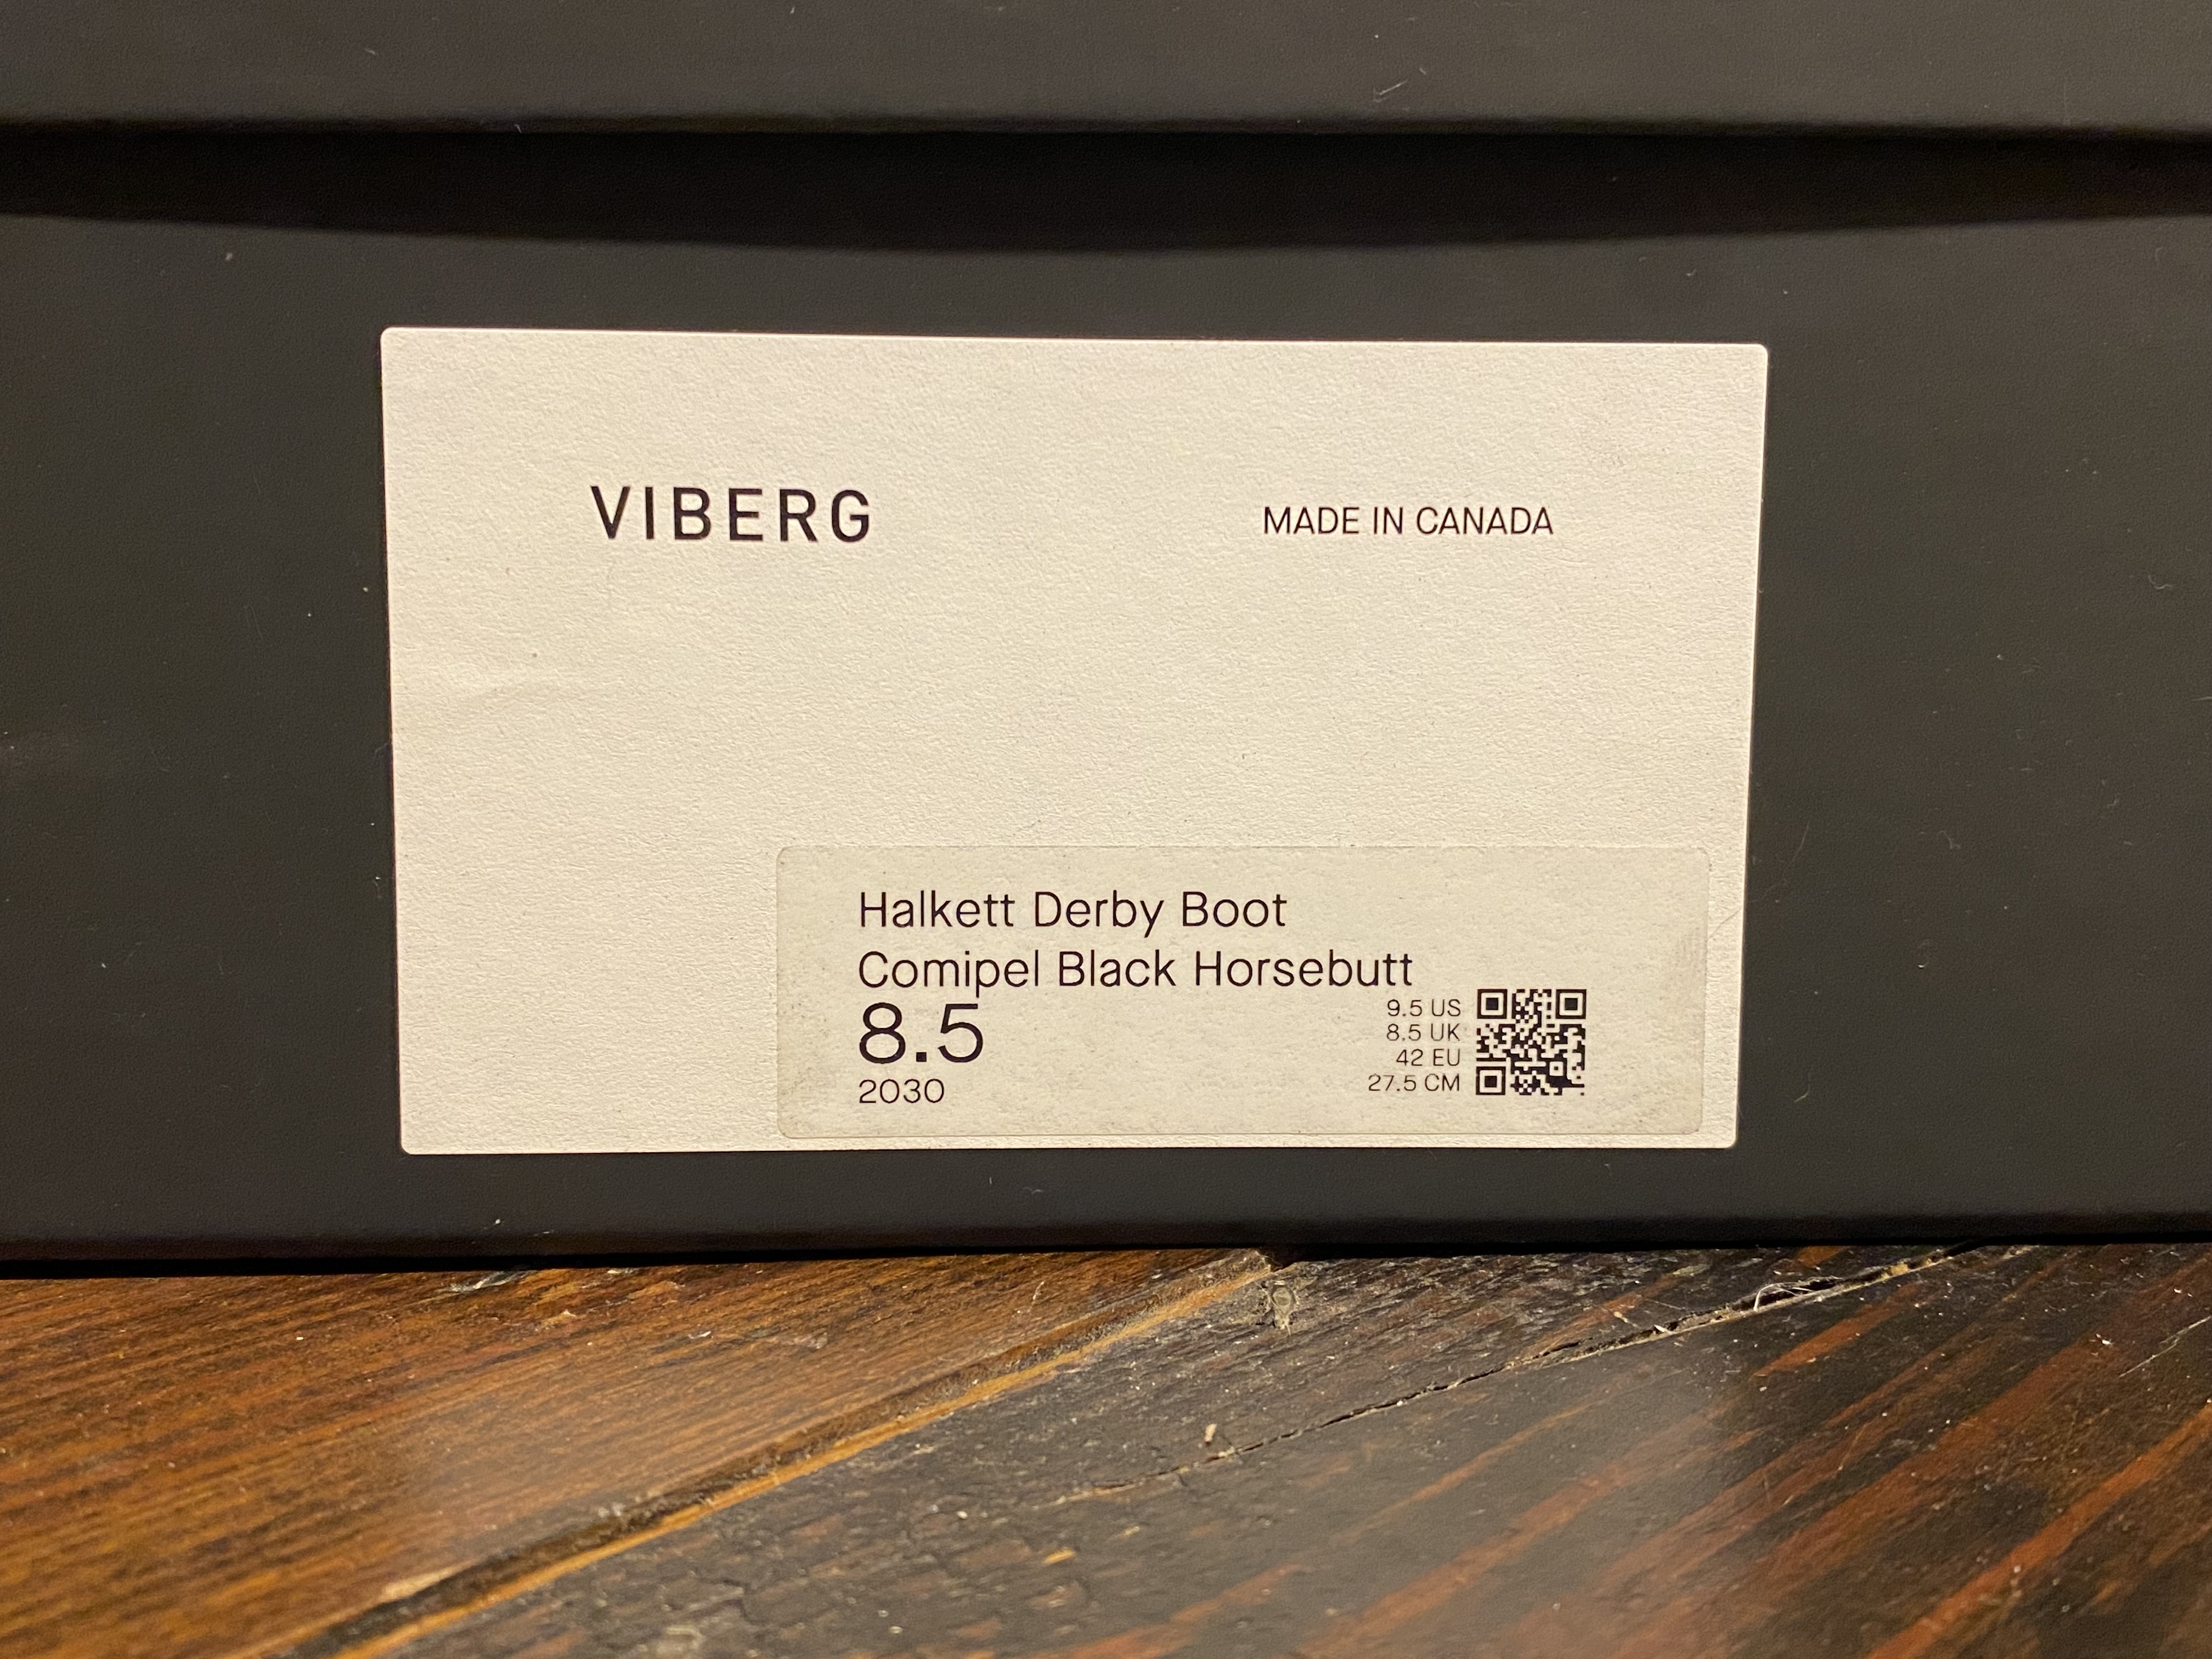 VIBERG
MADE IN CANADA
Halkett Derby Boot
Comipel Black Horsebutt
8.5
2030
9.5 US
8.5 UK
42 EU
27.5 CM